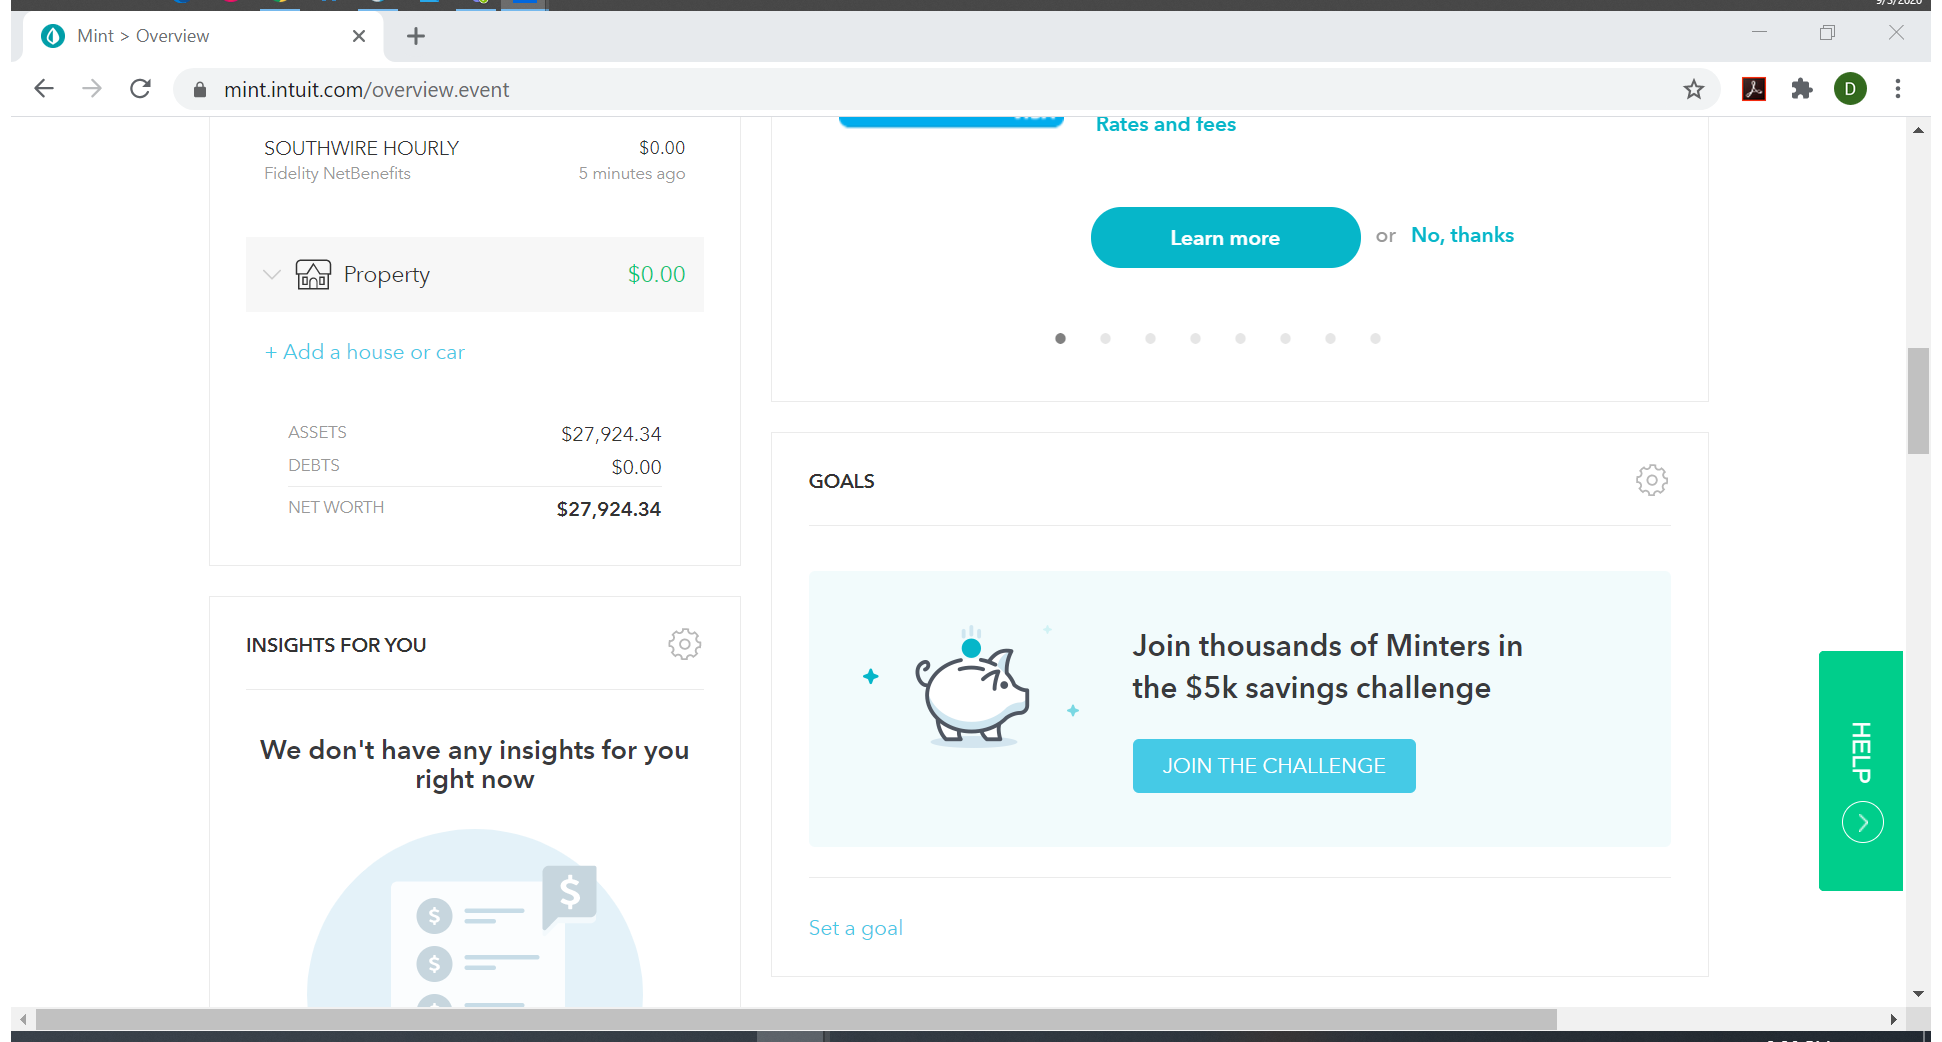 9/3/2020
Mint > Overview
mint.intuit.com/overview.event
D
SOUTHWIRE HOURLY $0.00
Fidelity NetBenefits 5 minutes ago
Property $0.00
+ Add a house or car
ASSETS $27,924.34
DEBTS $0.00
NET WORTH $27,924.34
INSIGHTS FOR YOU
We don't have any insights for you
right now
$
$
$
Rates and fees
Learn more or No, thanks
GOALS
Join thousands of Minters in
the $5k savings challenge
JOIN THE CHALLENGE
Set a goal
HELP